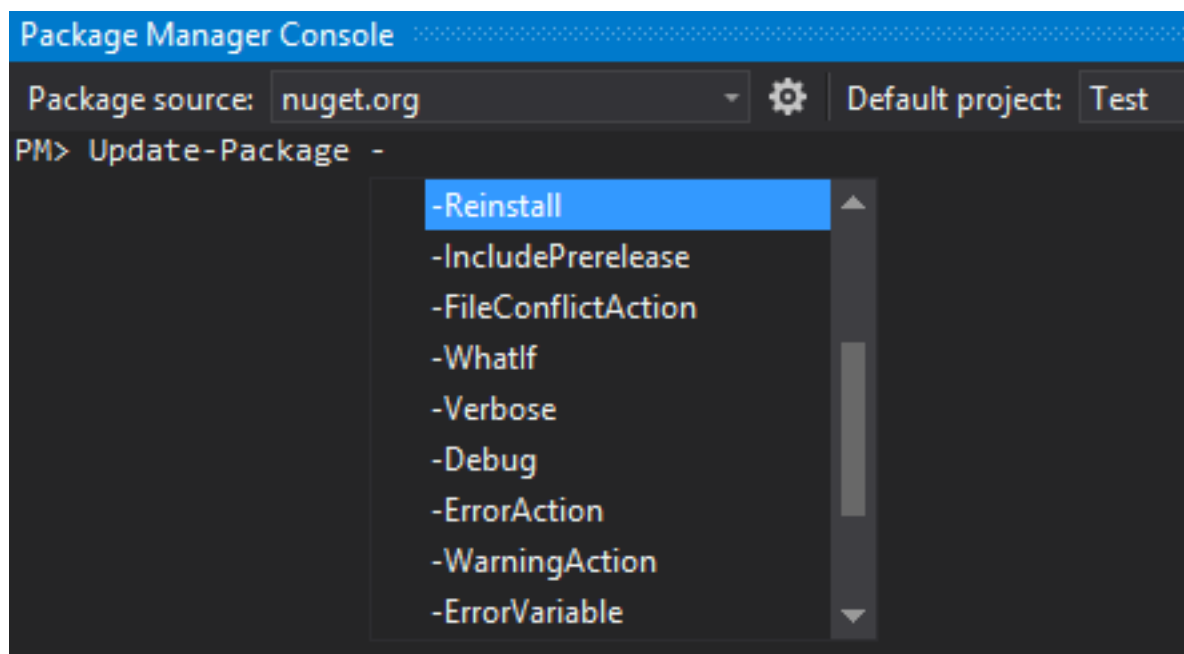 Package Manager Console
Package source: nuget.org Default project: Test
PM> Update-Package -
-Reinstall
-IncludePrerelease
-FileConflictAction
-WhatIf
-Verbose
-Debug
-ErrorAction
-WarningAction
-ErrorVariable